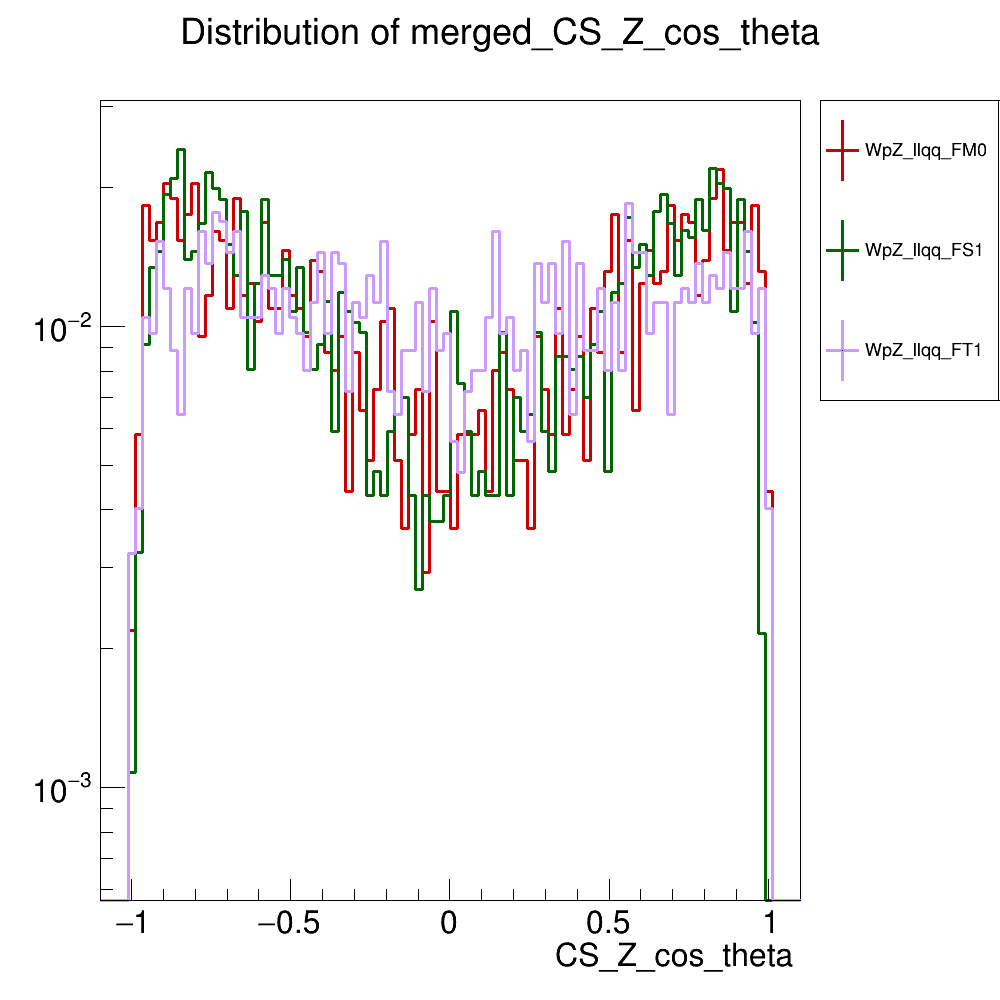 Distribution of merged_CS_Z_cos_theta
WpZ_llqq_FM0
WpZ_llqq_FS1
WpZ_llqq_FT1
10⁻²
10⁻³
−1 −0.5 0 0.5 1
CS_Z_cos_theta